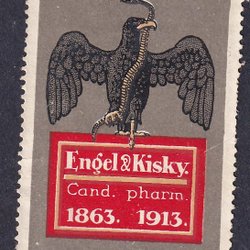 Engel & Kisky.
Cand. pharm.
1863. 1913.